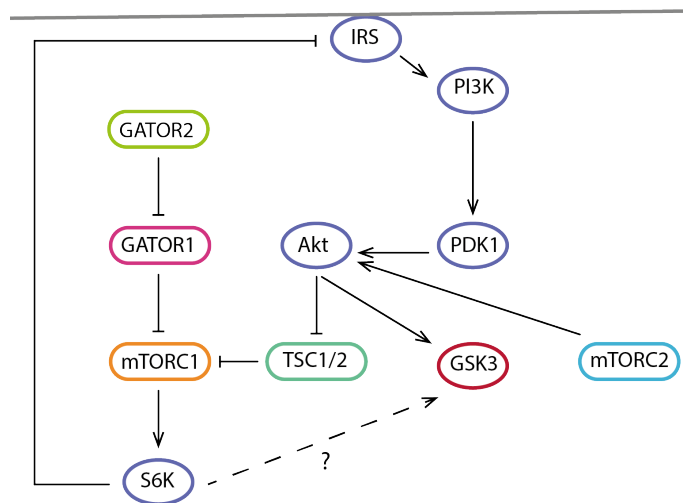 IRS
PI3K
GATOR2
GATOR1
Akt
PDK1
mTORC1
TSC1/2
GSK3
mTORC2
?
S6K